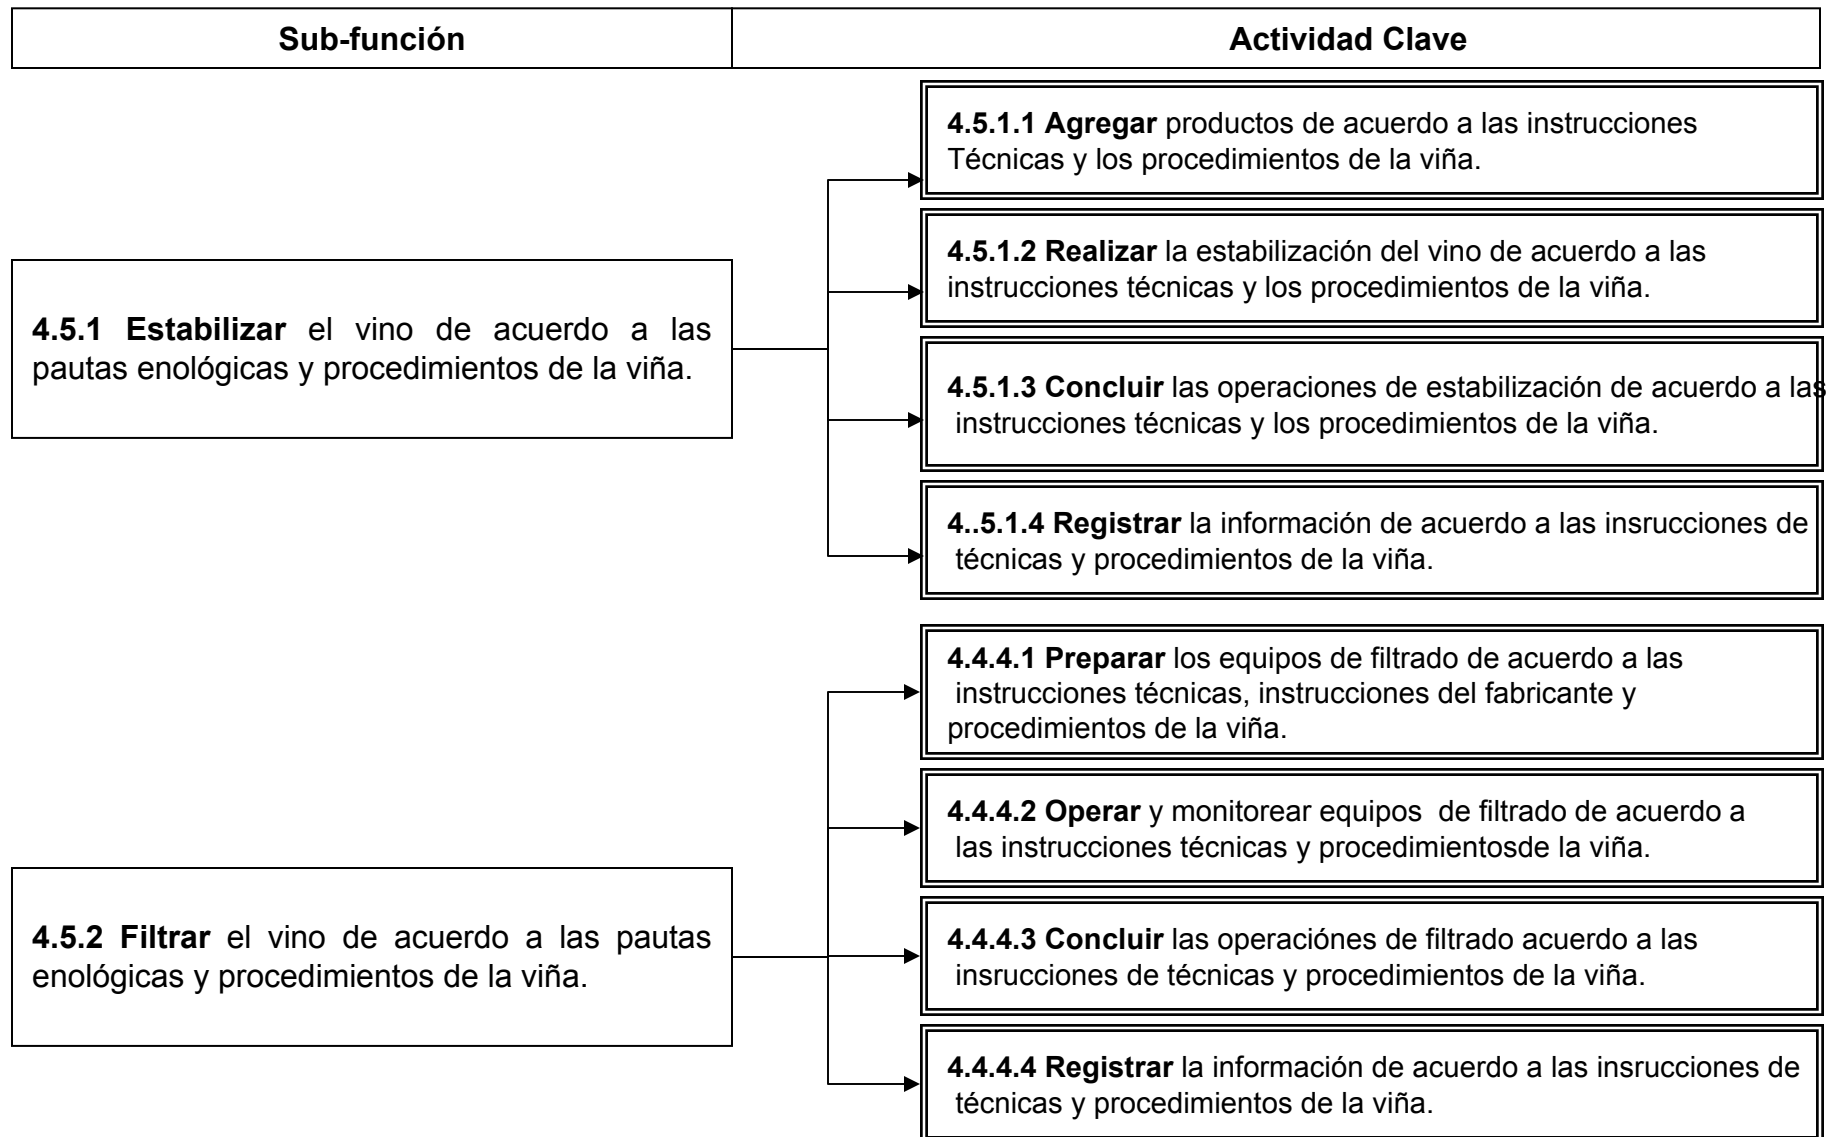 Sub-función
Actividad Clave
4.5.1 Estabilizar el vino de acuerdo a las
pautas enológicas y procedimientos de la viña.
4.5.1.1 Agregar productos de acuerdo a las instrucciones
Técnicas y los procedimientos de la viña.
4.5.1.2 Realizar la estabilización del vino de acuerdo a las
instrucciones técnicas y los procedimientos de la viña.
4.5.1.3 Concluir las operaciones de estabilización de acuerdo a las
instrucciones técnicas y los procedimientos de la viña.
4..5.1.4 Registrar la información de acuerdo a las insrucciones de
técnicas y procedimientos de la viña.
4.5.2 Filtrar el vino de acuerdo a las pautas
enológicas y procedimientos de la viña.
4.4.4.1 Preparar los equipos de filtrado de acuerdo a las
instrucciones técnicas, instrucciones del fabricante y
procedimientos de la viña.
4.4.4.2 Operar y monitorear equipos  de filtrado de acuerdo a
las instrucciones técnicas y procedimientosde la viña.
4.4.4.3 Concluir las operaciónes de filtrado acuerdo a las
insrucciones de técnicas y procedimientos de la viña.
4.4.4.4 Registrar la información de acuerdo a las insrucciones de
técnicas y procedimientos de la viña.